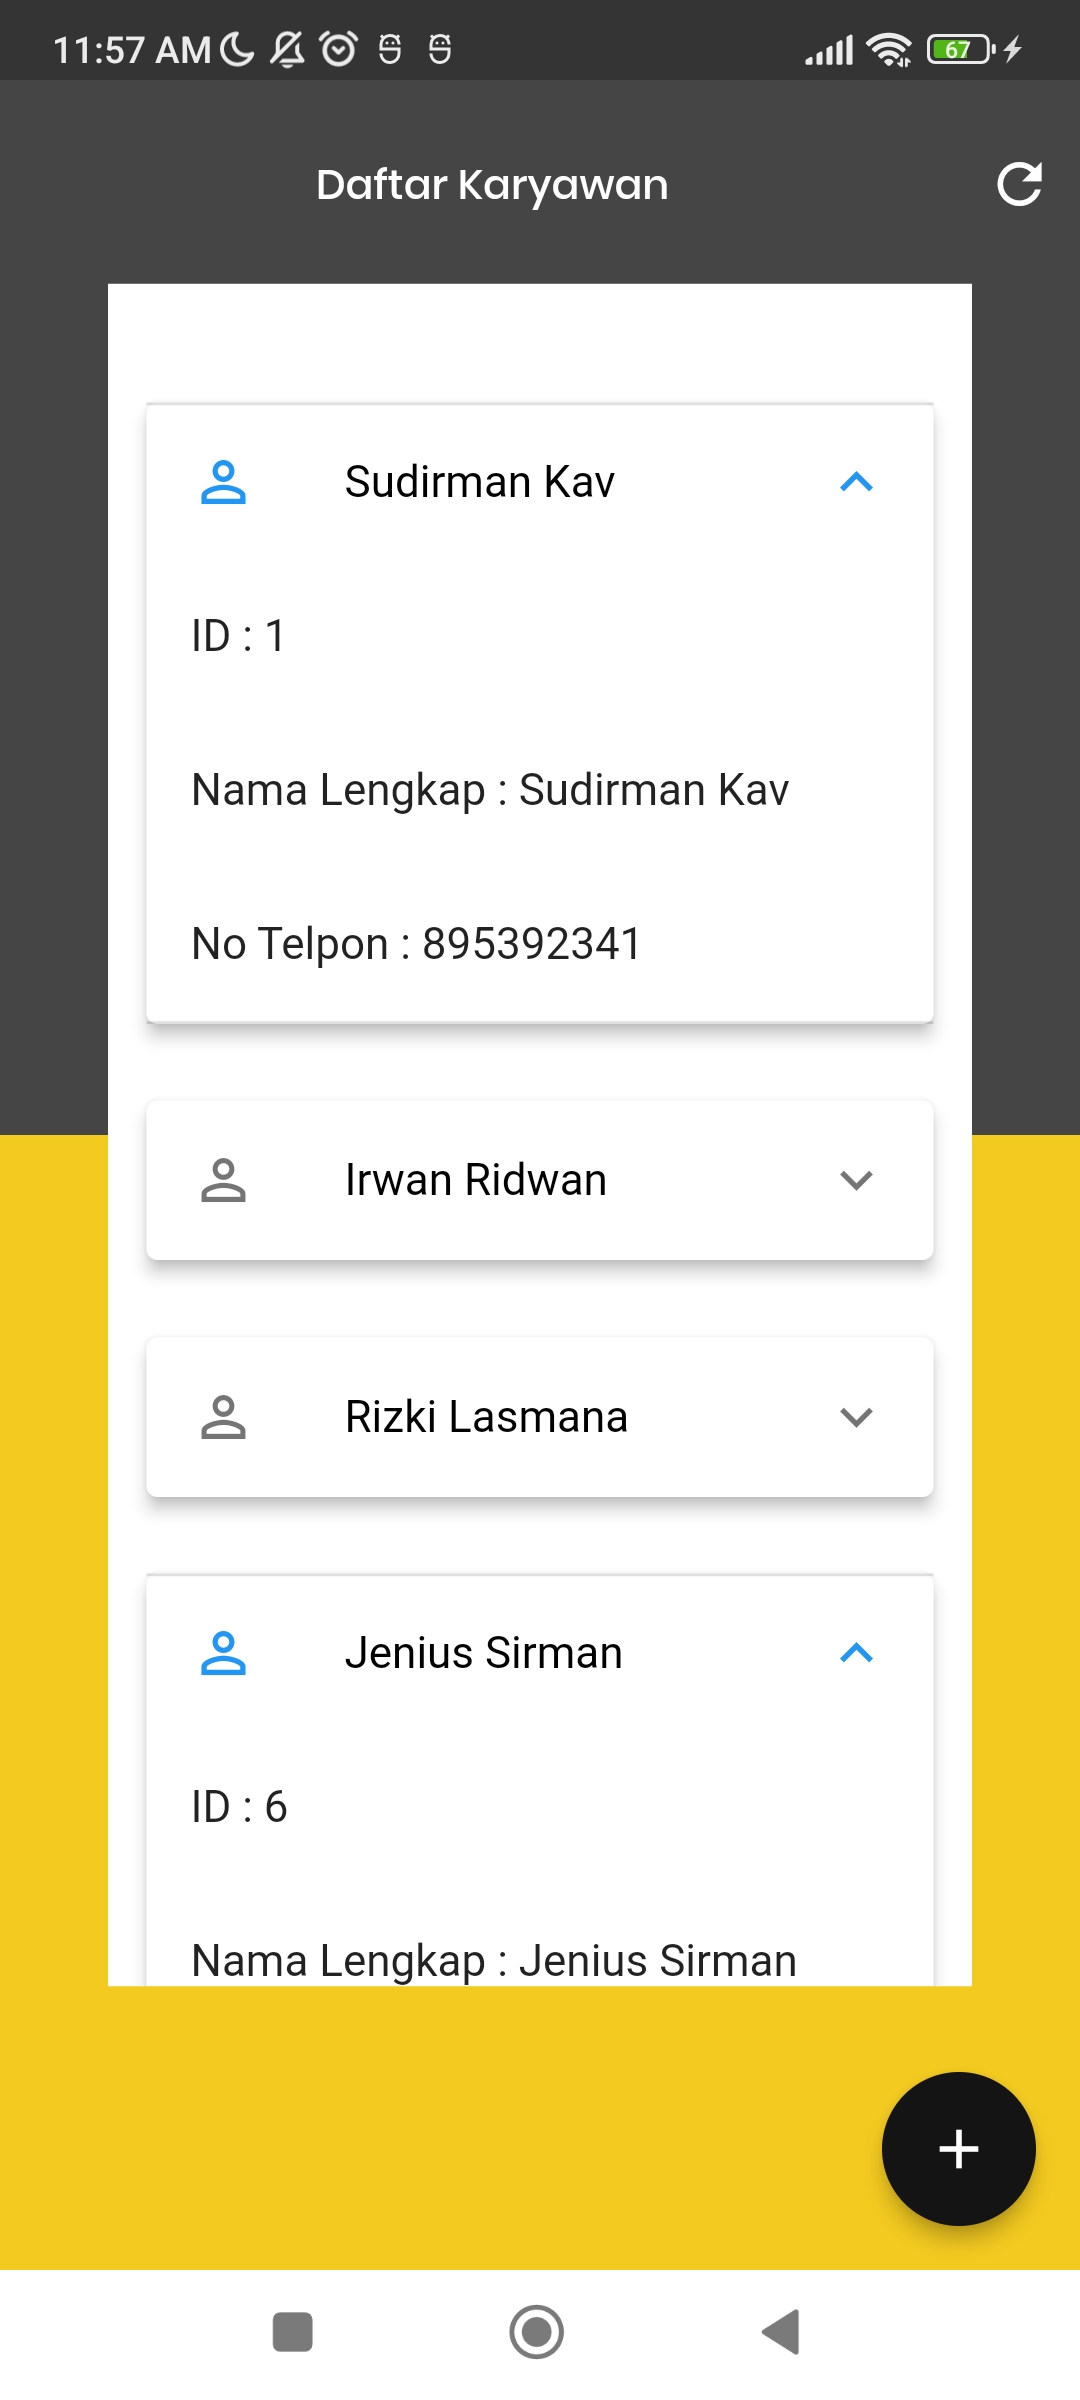 11:57 AM
67
Daftar Karyawan
Sudirman Kav
ID : 1
Nama Lengkap : Sudirman Kav
No Telpon : 895392341
Irwan Ridwan
Rizki Lasmana
Jenius Sirman
ID : 6
Nama Lengkap : Jenius Sirman